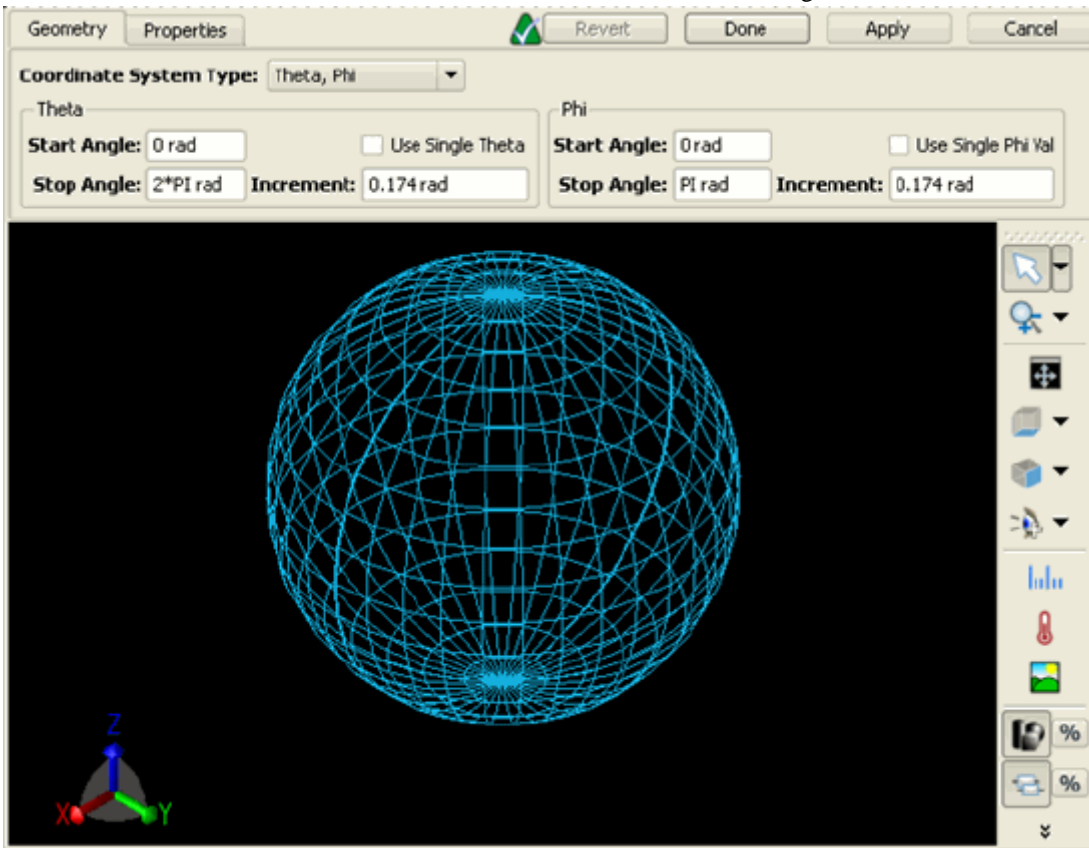 Geometry Properties Revert Done Apply Cancel
Coordinate System Type: Theta, Phi
Theta Phi
Start Angle: 0 rad Use Single Theta Start Angle: 0 rad Use Single Phi Val
Stop Angle: 2*PI rad Increment: 0.174 rad Stop Angle: PI rad Increment: 0.174 rad
%
%
Z
X Y